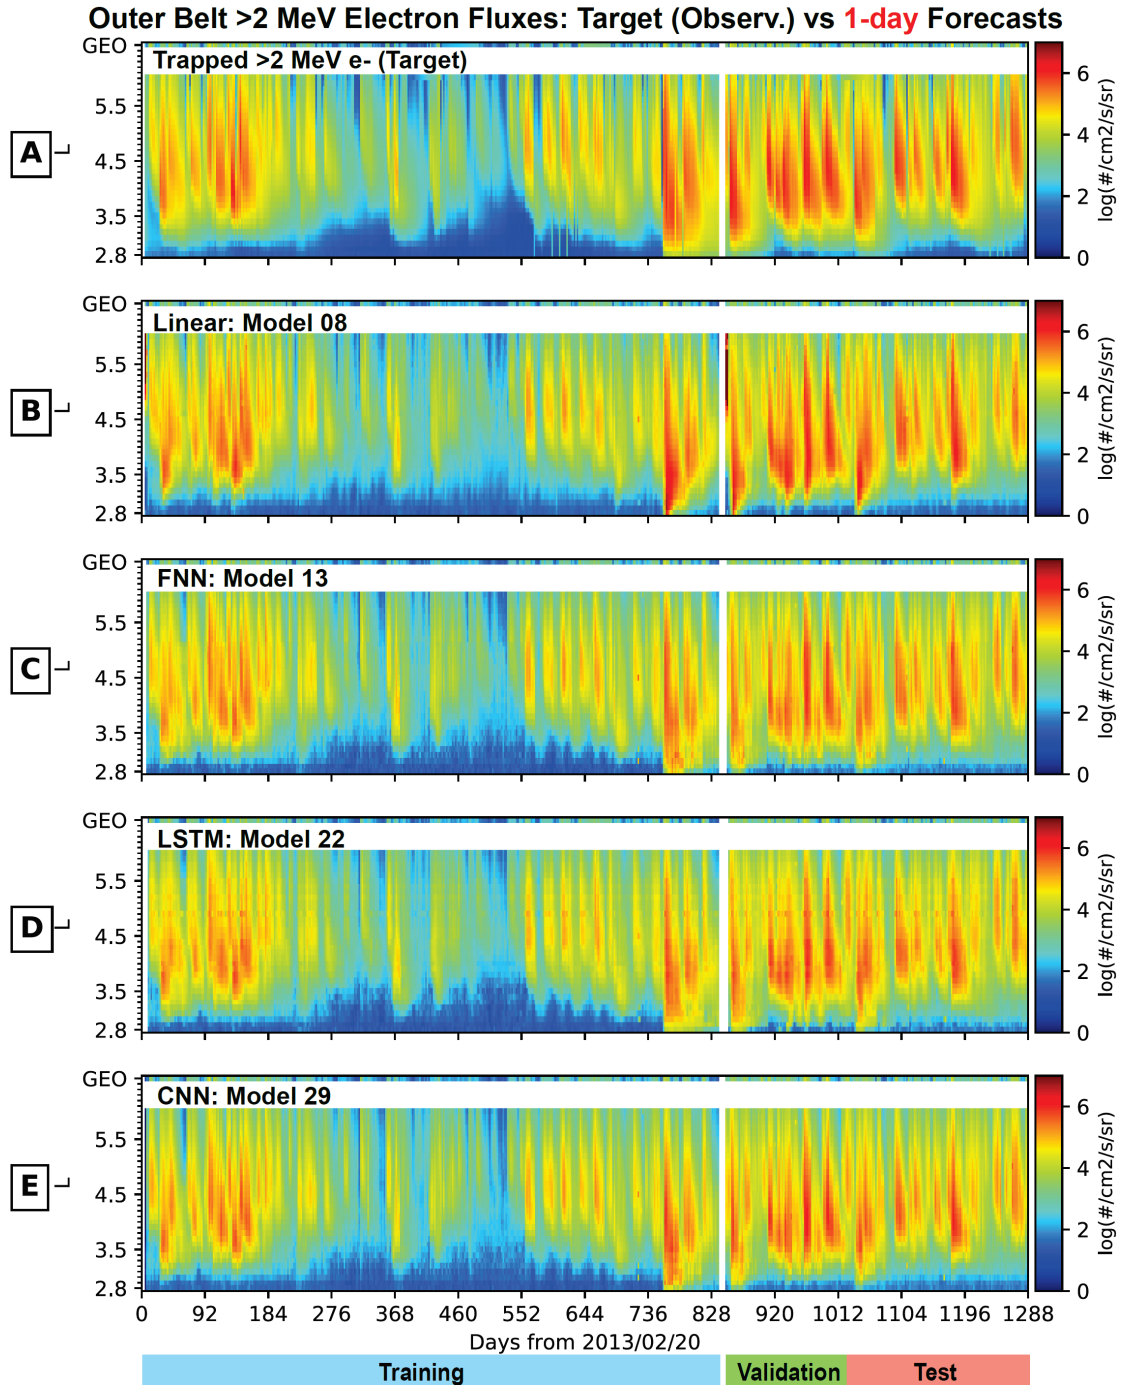 Outer Belt >2 MeV Electron Fluxes: Target (Observ.) vs 1-day Forecasts
A
L
GEO
5.5
4.5
3.5
2.8
Trapped >2 MeV e- (Target)
6
4
2
0
log(#/cm2/s/sr)
B
L
GEO
5.5
4.5
3.5
2.8
Linear: Model 08
6
4
2
0
log(#/cm2/s/sr)
C
L
GEO
5.5
4.5
3.5
2.8
FNN: Model 13
6
4
2
0
log(#/cm2/s/sr)
D
L
GEO
5.5
4.5
3.5
2.8
LSTM: Model 22
6
4
2
0
log(#/cm2/s/sr)
E
L
GEO
5.5
4.5
3.5
2.8
CNN: Model 29
6
4
2
0
log(#/cm2/s/sr)
0 92 184 276 368 460 552 644 736 828 920 1012 1104 1196 1288
Days from 2013/02/20
Training Validation Test